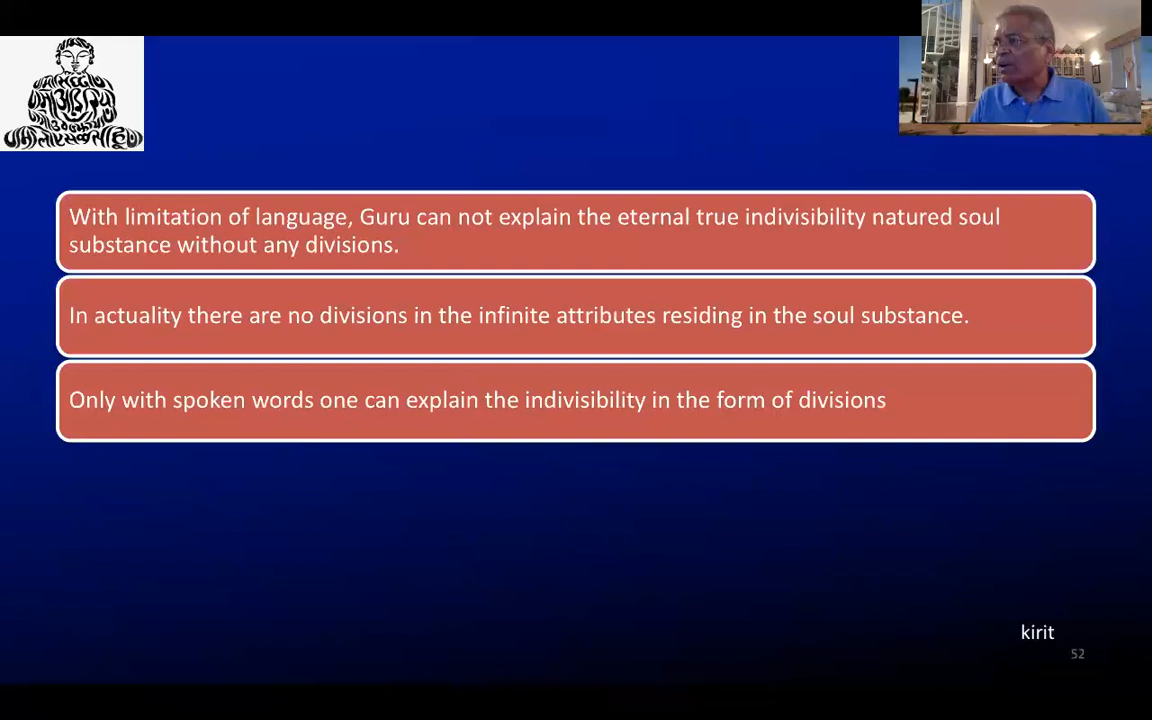 With limitation of language, Guru can not explain the eternal true indivisibility natured soul
substance without any divisions.
In actuality there are no divisions in the infinite attributes residing in the soul substance.
Only with spoken words one can explain the indivisibility in the form of divisions
kirit
52